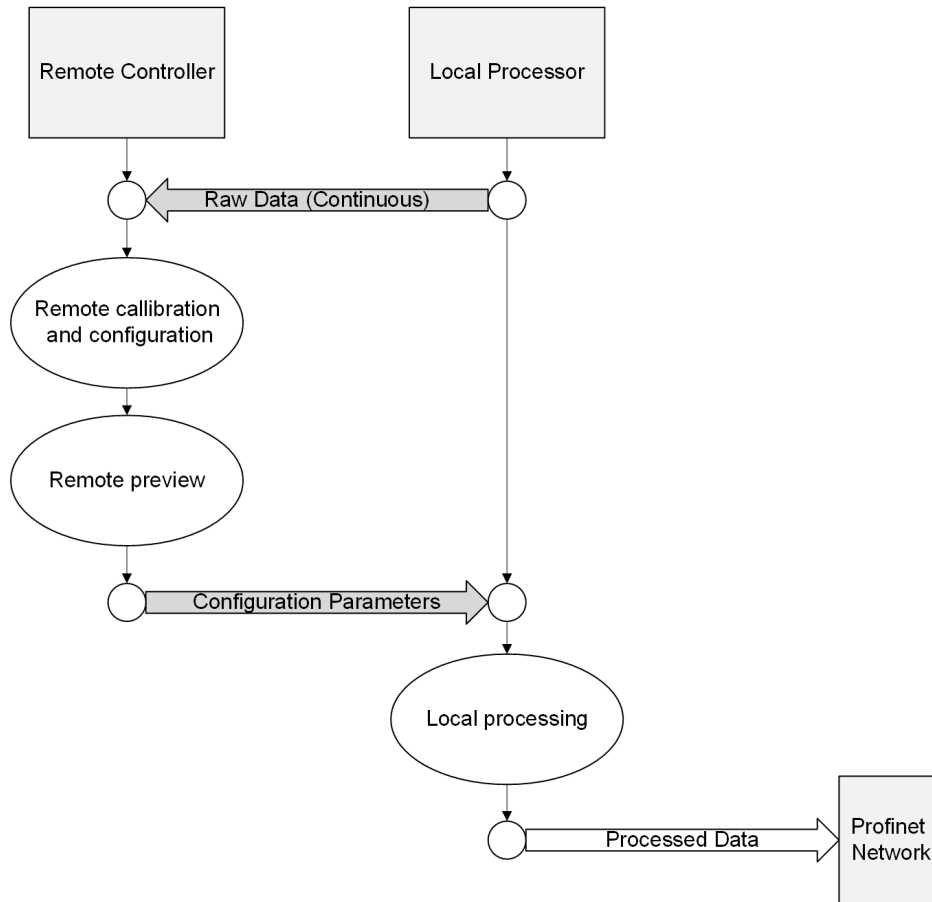 Remote Controller
Local Processor
Raw Data (Continuous)
Remote callibration
and configuration
Remote preview
Configuration Parameters
Local processing
Processed Data
Profinet
Network